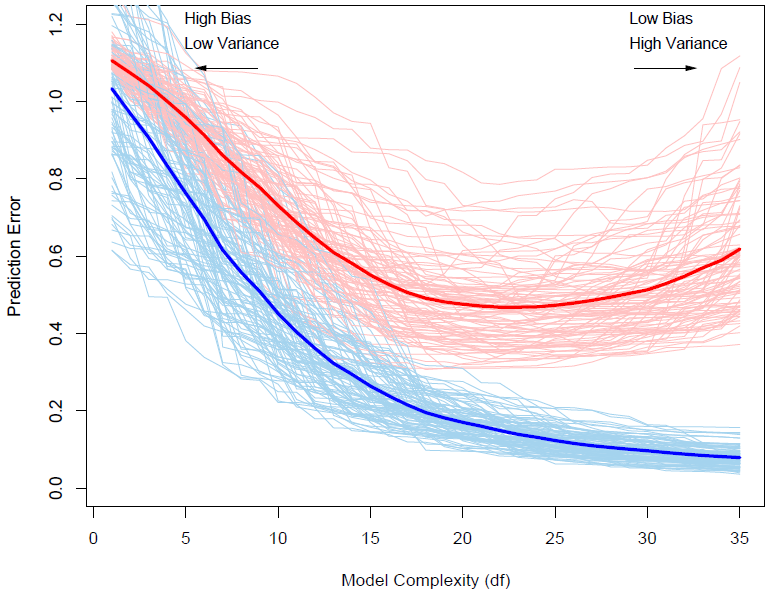 High Bias
Low Variance
Low Bias
High Variance
Prediction Error
1.2
1.0
0.8
0.6
0.4
0.2
0.0
0 5 10 15 20 25 30 35
Model Complexity (df)